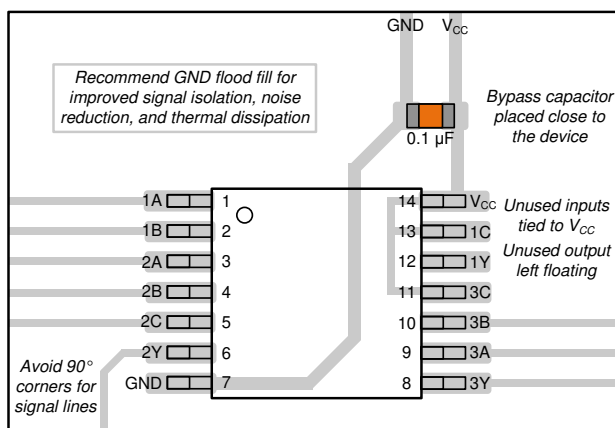 GND VCC
Recommend GND flood fill for
improved signal isolation, noise
reduction, and thermal dissipation
Bypass capacitor
placed close to
the device
0.1 µF
1A 1 14 VCC
1B 2 13 1C
2A 3 12 1Y
2B 4 11 3C
2C 5 10 3B
2Y 6 9 3A
GND 7 8 3Y
Unused inputs
tied to VCC
Unused output
left floating
Avoid 90°
corners for
signal lines